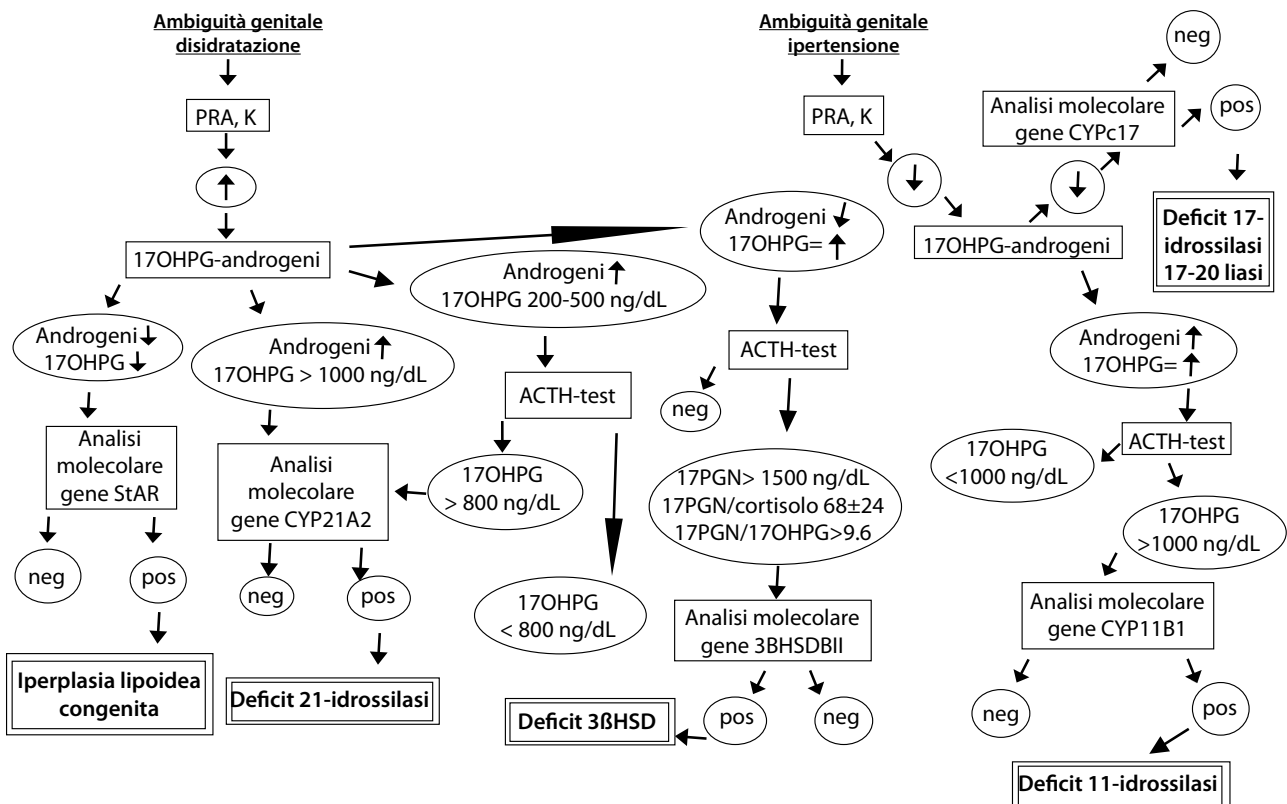 Ambiguità genitale
disidratazione
PRA, K
17OHPG-androgeni
Androgeni
17OHPG
Analisi
molecolare
gene StAR
neg
pos
Iperplasia lipoidea
congenita
Androgeni
17OHPG > 1000 ng/dL
Analisi
molecolare
gene CYP21A2
neg
pos
Deficit 21-idrossilasi
Androgeni
17OHPG 200-500 ng/dL
ACTH-test
17OHPG
> 800 ng/dL
17OHPG
< 800 ng/dL
Androgeni
17OHPG=
ACTH-test
neg
17PGN> 1500 ng/dL
17PGN/cortisolo 68±24
17PGN/17OHPG>9.6
Analisi molecolare
gene 3BHSDBII
pos
neg
Deficit 3ßHSD
Ambiguità genitale
ipertensione
PRA, K
17OHPG-androgeni
Analisi molecolare
gene CYPc17
neg
pos
Deficit 17-
idrossilasi
17-20 liasi
Androgeni
17OHPG=
ACTH-test
17OHPG
<1000 ng/dL
17OHPG
>1000 ng/dL
Analisi molecolare
gene CYP11B1
neg
pos
Deficit 11-idrossilasi